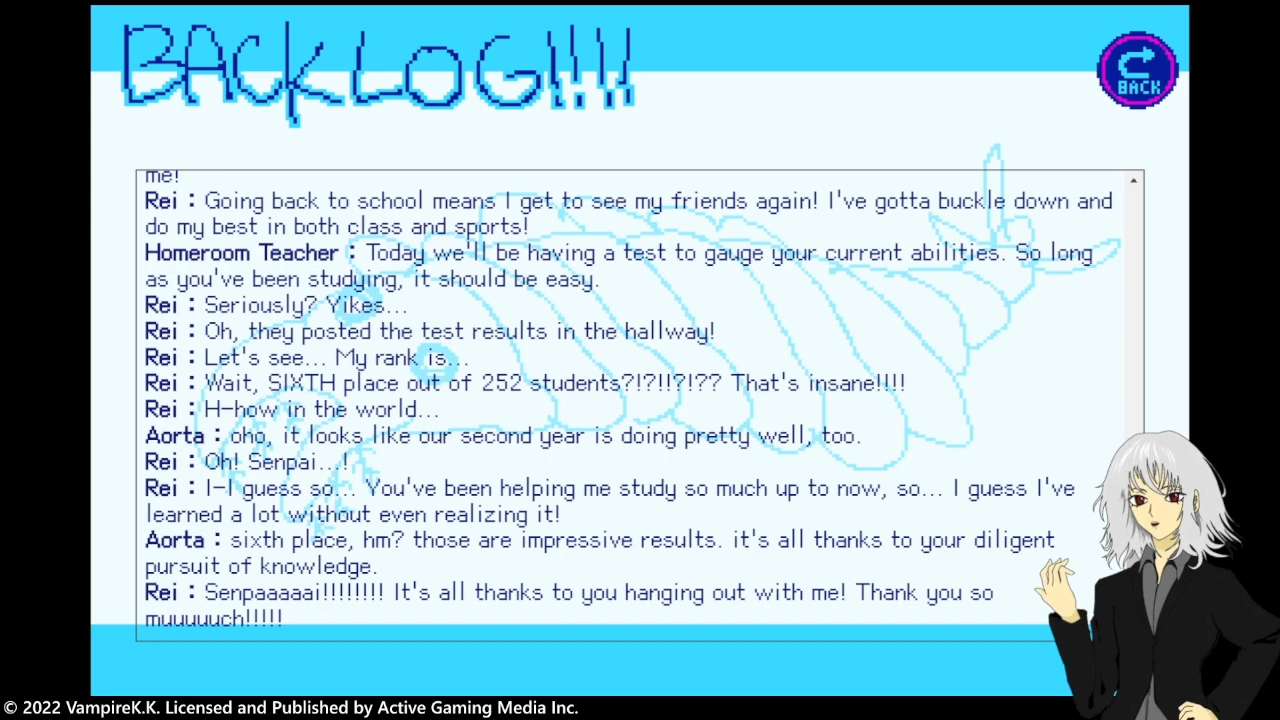 BACKLOG!!!!
BACK
me!
Rei : Going back to school means I get to see my friends again! I've gotta buckle down and
do my best in both class and sports!
Homeroom Teacher : Today we'll be having a test to gauge your current abilities. So long
as you've been studying, it should be easy.
Rei : Seriously? Yikes...
Rei : Oh, they posted the test results in the hallway!
Rei : Let's see... My rank is...
Rei : Wait, SIXTH place out of 252 students?!?!!?!?? That's insane!!!!
Rei : H-how in the world...
Aorta : oho, it looks like our second year is doing pretty well, too.
Rei : Oh! Senpai...!
Rei : I-I guess so... You've been helping me study so much up to now, so... I guess I've
learned a lot without even realizing it!
Aorta : sixth place, hm? those are impressive results. it's all thanks to your diligent
pursuit of knowledge.
Rei : Senpaaaaai!!!!!!!! It's all thanks to you hanging out with me! Thank you so
muuuuuch!!!!!
© 2022 VampireK.K. Licensed and Published by Active Gaming Media Inc.